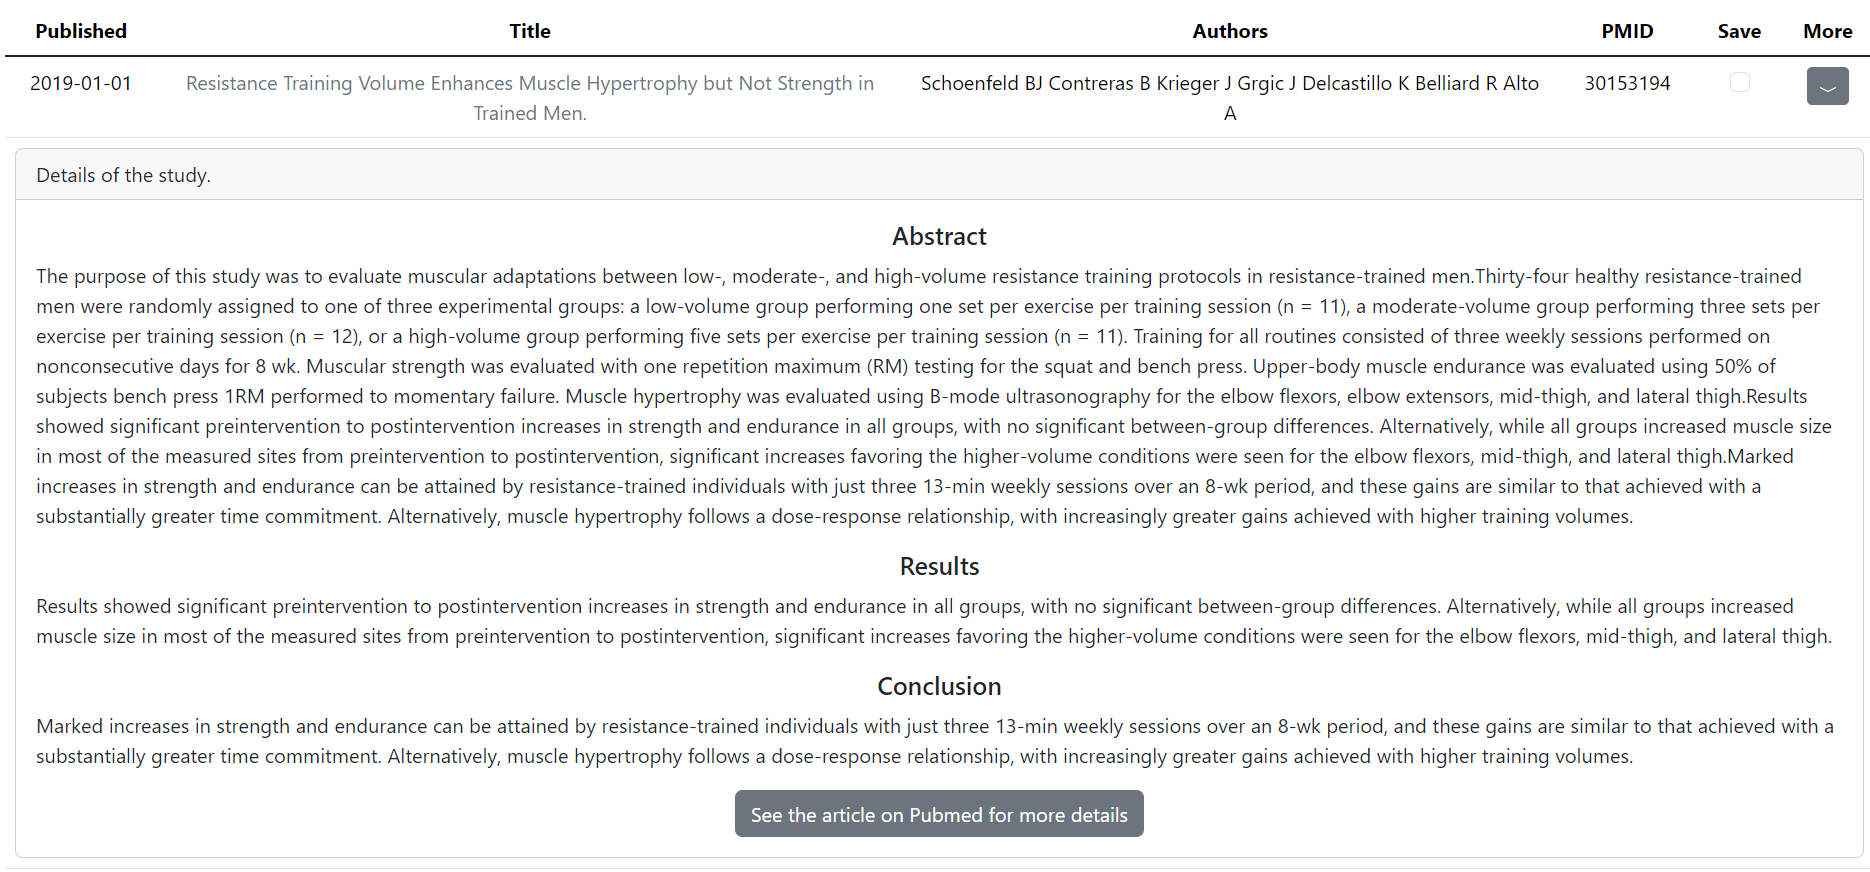 Published Title Authors PMID Save More
2019-01-01 Resistance Training Volume Enhances Muscle Hypertrophy but Not Strength in Schoenfeld BJ Contreras B Krieger J Grgic J Delcastillo K Belliard R Alto 30153194
Trained Men. A
Details of the study.
Abstract
The purpose of this study was to evaluate muscular adaptations between low-, moderate-, and high-volume resistance training protocols in resistance-trained men.Thirty-four healthy resistance-trained
men were randomly assigned to one of three experimental groups: a low-volume group performing one set per exercise per training session (n = 11), a moderate-volume group performing three sets per
exercise per training session (n = 12), or a high-volume group performing five sets per exercise per training session (n = 11). Training for all routines consisted of three weekly sessions performed on
nonconsecutive days for 8 wk. Muscular strength was evaluated with one repetition maximum (RM) testing for the squat and bench press. Upper-body muscle endurance was evaluated using 50% of
subjects bench press 1RM performed to momentary failure. Muscle hypertrophy was evaluated using B-mode ultrasonography for the elbow flexors, elbow extensors, mid-thigh, and lateral thigh.Results
showed significant preintervention to postintervention increases in strength and endurance in all groups, with no significant between-group differences. Alternatively, while all groups increased muscle size
in most of the measured sites from preintervention to postintervention, significant increases favoring the higher-volume conditions were seen for the elbow flexors, mid-thigh, and lateral thigh.Marked
increases in strength and endurance can be attained by resistance-trained individuals with just three 13-min weekly sessions over an 8-wk period, and these gains are similar to that achieved with a
substantially greater time commitment. Alternatively, muscle hypertrophy follows a dose-response relationship, with increasingly greater gains achieved with higher training volumes.
Results
Results showed significant preintervention to postintervention increases in strength and endurance in all groups, with no significant between-group differences. Alternatively, while all groups increased
muscle size in most of the measured sites from preintervention to postintervention, significant increases favoring the higher-volume conditions were seen for the elbow flexors, mid-thigh, and lateral thigh.
Conclusion
Marked increases in strength and endurance can be attained by resistance-trained individuals with just three 13-min weekly sessions over an 8-wk period, and these gains are similar to that achieved with a
substantially greater time commitment. Alternatively, muscle hypertrophy follows a dose-response relationship, with increasingly greater gains achieved with higher training volumes.
See the article on Pubmed for more details